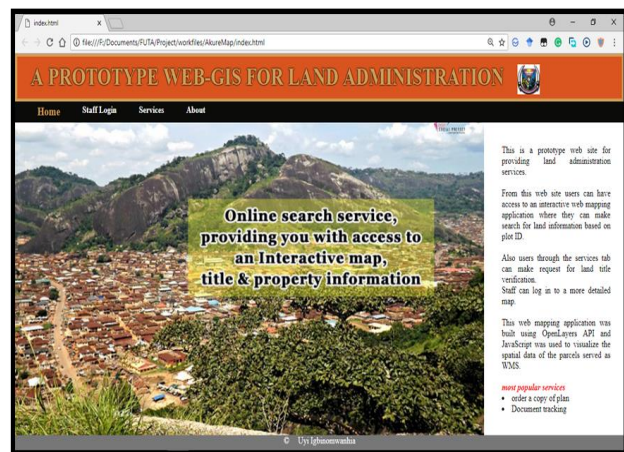 index.html
file:///F:/Documents/FUTA/Project/workfiles/AkureMap/index.html
A PROTOTYPE WEB-GIS FOR LAND ADMINISTRATION
Home Staff Login Services About
Online search service,
providing you with access to
an Interactive map,
title & property information
This is a prototype web site for
providing land administration
services.
From this web site users can have
access to an interactive web mapping
application where they can make
search for land information based on
plot ID.
Also users through the services tab
can make request for land title
verification.
Staff can log in to a more detailed
map.
This web mapping application was
built using OpenLayers API and
JavaScript was used to visualize the
spatial data of the parcels served as
WMS.
most popular services
• order a copy of plan
• Document tracking
© Uyi Igbinomwanhia